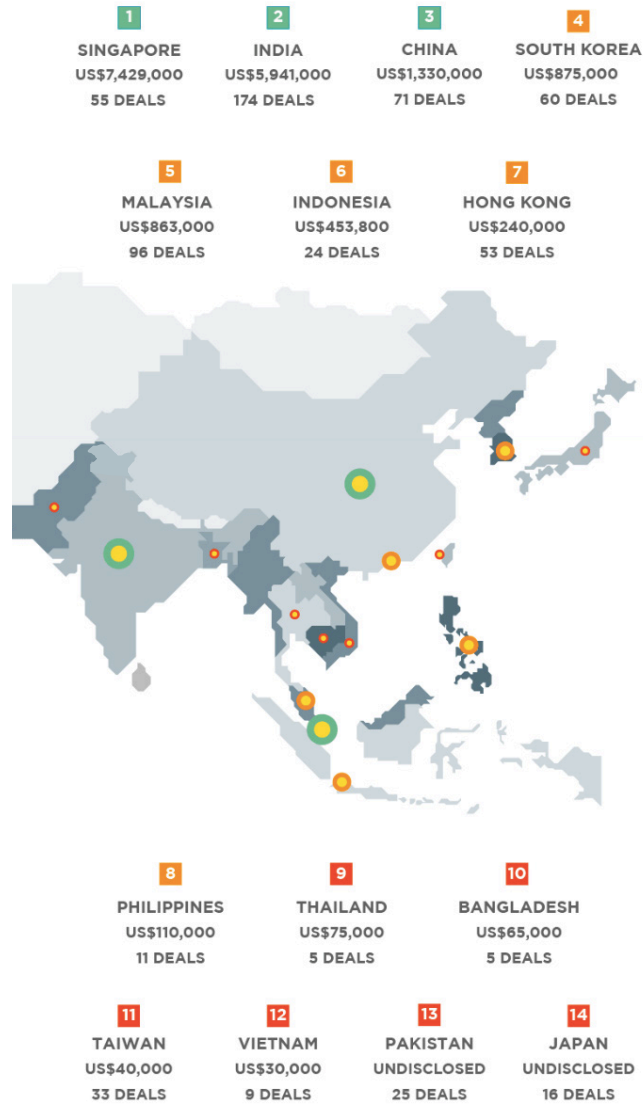 1
SINGAPORE
US$7,429,000
55 DEALS
2
INDIA
US$5,941,000
174 DEALS
3
CHINA
US$1,330,000
71 DEALS
4
SOUTH KOREA
US$875,000
60 DEALS
5
MALAYSIA
US$863,000
96 DEALS
6
INDONESIA
US$453,800
24 DEALS
7
HONG KONG
US$240,000
53 DEALS
8
PHILIPPINES
US$110,000
11 DEALS
9
THAILAND
US$75,000
5 DEALS
10
BANGLADESH
US$65,000
5 DEALS
11
TAIWAN
US$40,000
33 DEALS
12
VIETNAM
US$30,000
9 DEALS
13
PAKISTAN
UNDISCLOSED
25 DEALS
14
JAPAN
UNDISCLOSED
16 DEALS